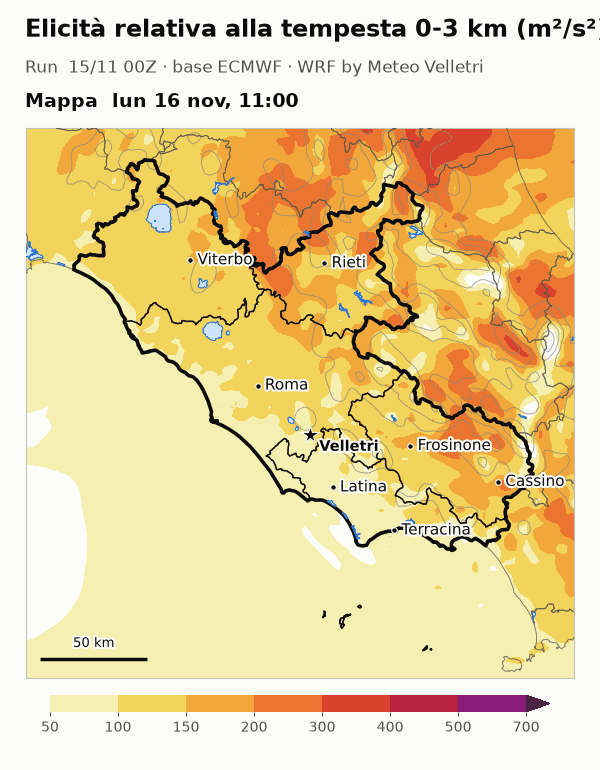 Elicità relativa alla tempesta 0-3 km (m²/s²)
Run  15/11 00Z · base ECMWF · WRF by Meteo Velletri
Mappa  lun 16 nov, 11:00
Viterbo
Rieti
Roma
Velletri
Frosinone
Cassino
Latina
Terracina
50 km
50 100 150 200 300 400 500 700